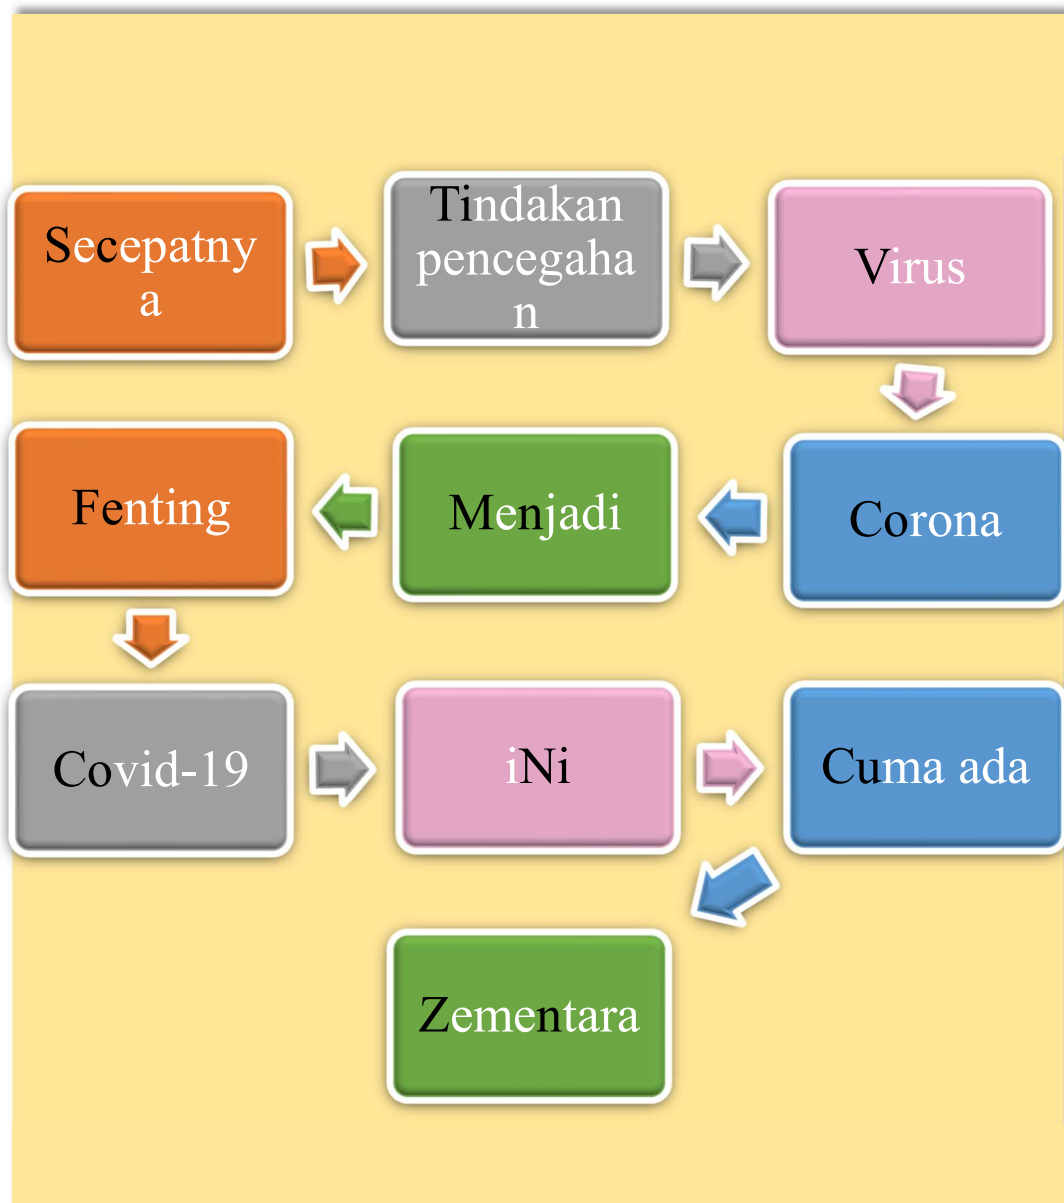 Secepatny
a
Tindakan
pencegaha
n
Virus
Corona
Menjadi
Fenting
Covid-19
iNi
Cuma ada
Zementara